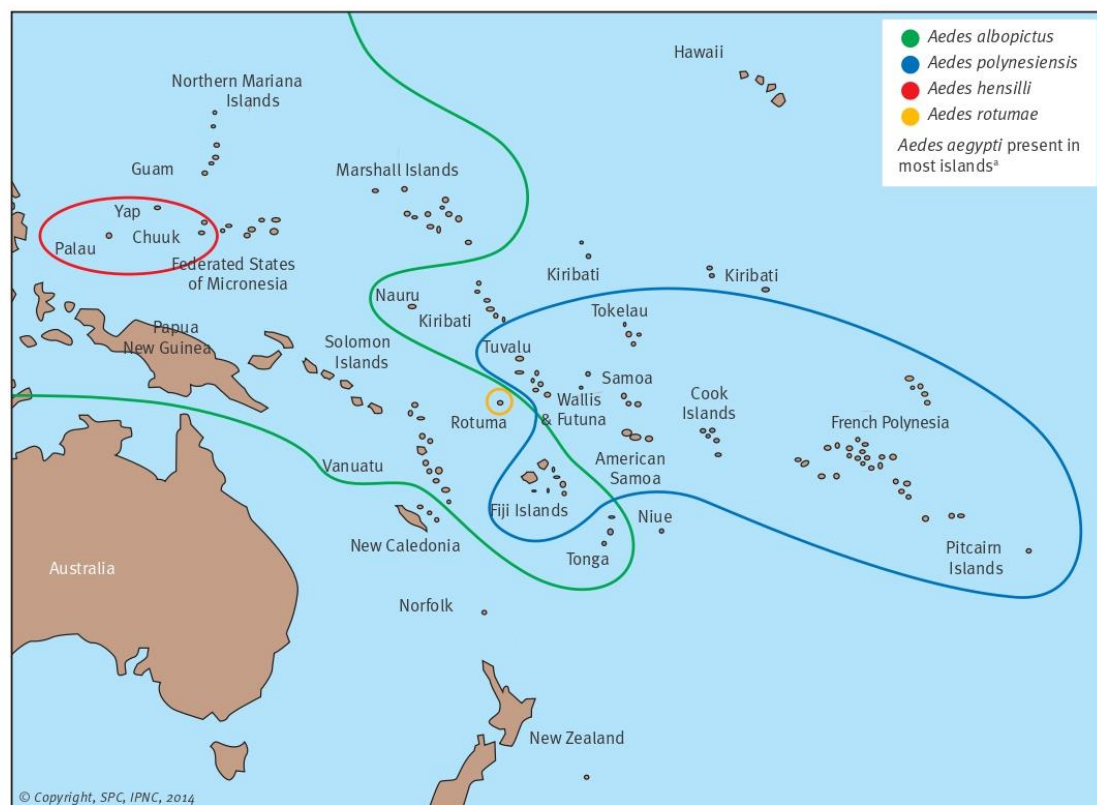 Aedes albopictus
Aedes polynesiensis
Aedes hensilli
Aedes rotumae
Aedes aegypti present in
most islandsᵃ
Hawaii
Northern Mariana
Islands
Guam
Marshall Islands
Yap
Palau
Chuuk
Federated States
of Micronesia
Kiribati
Kiribati
Nauru
Kiribati
Tokelau
Papua
New Guinea
Solomon
Islands
Tuvalu
Samoa
Wallis
& Futuna
Cook
Islands
Rotuma
French Polynesia
American
Samoa
Vanuatu
Fiji Islands
Niue
New Caledonia
Tonga
Pitcairn
Islands
Australia
Norfolk
New Zealand
© Copyright, SPC, IPNC, 2014